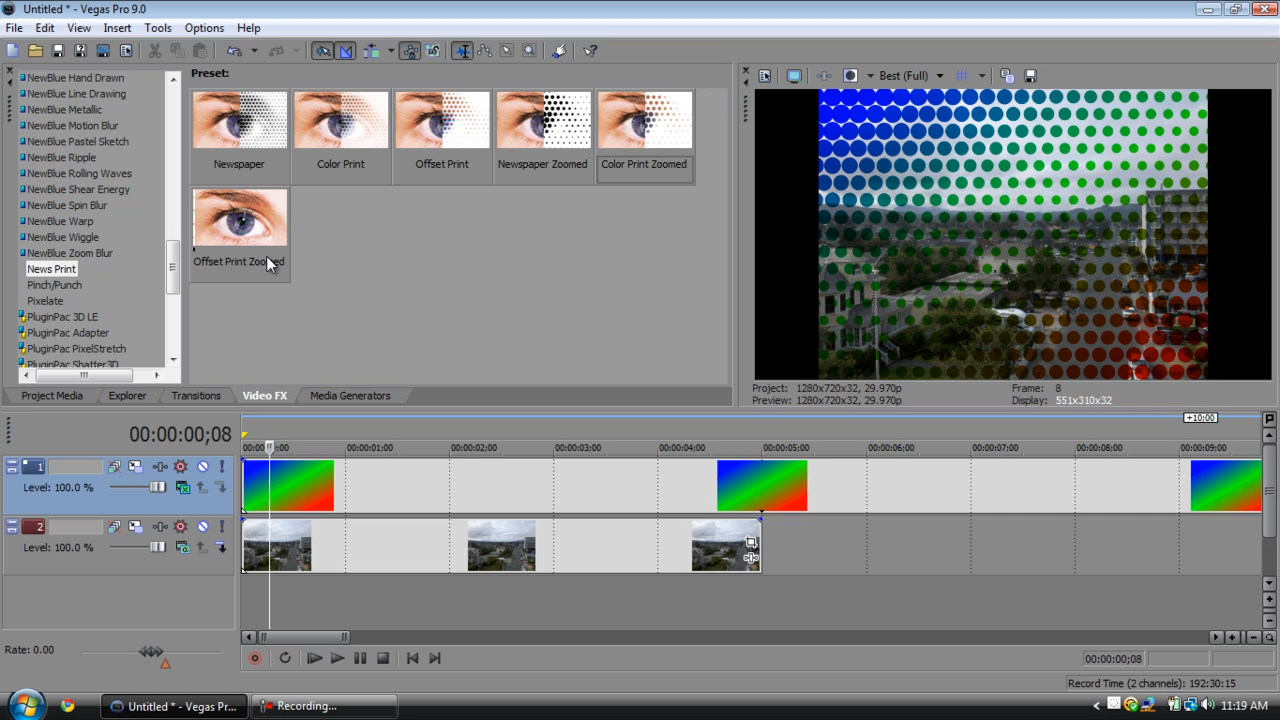 Untitled * - Vegas Pro 9.0
File Edit View Insert Tools Options Help
NewBlue Hand Drawn
NewBlue Line Drawing
NewBlue Metallic
NewBlue Motion Blur
NewBlue Pastel Sketch
NewBlue Ripple
NewBlue Rolling Waves
NewBlue Shear Energy
NewBlue Spin Blur
NewBlue Warp
NewBlue Wiggle
NewBlue Zoom Blur
News Print
Pinch/Punch
Pixelate
PluginPac 3D LE
PluginPac Adapter
PluginPac PixelStretch
PluginPac Shatter3D
Preset:
Newspaper Color Print Offset Print Newspaper Zoomed Color Print Zoomed
Offset Print Zoomed
Best (Full)
Project: 1280x720x32, 29.970p Frame: 8
Preview: 1280x720x32, 29.970p Display: 551x310x32
Project Media Explorer Transitions Video FX Media Generators
+10;00
00:00:00;08
00:00:01;00 00:00:02;00 00:00:03;00 00:00:04;00 00:00:05;00 00:00:06;00 00:00:07;00 00:00:08;00 00:00:09;00
1
Level: 100.0 %
2
Level: 100.0 %
Rate: 0.00
00:00:00;08
Record Time (2 channels): 192:30:15
Untitled * - Vegas Pr... Recording... 11:19 AM